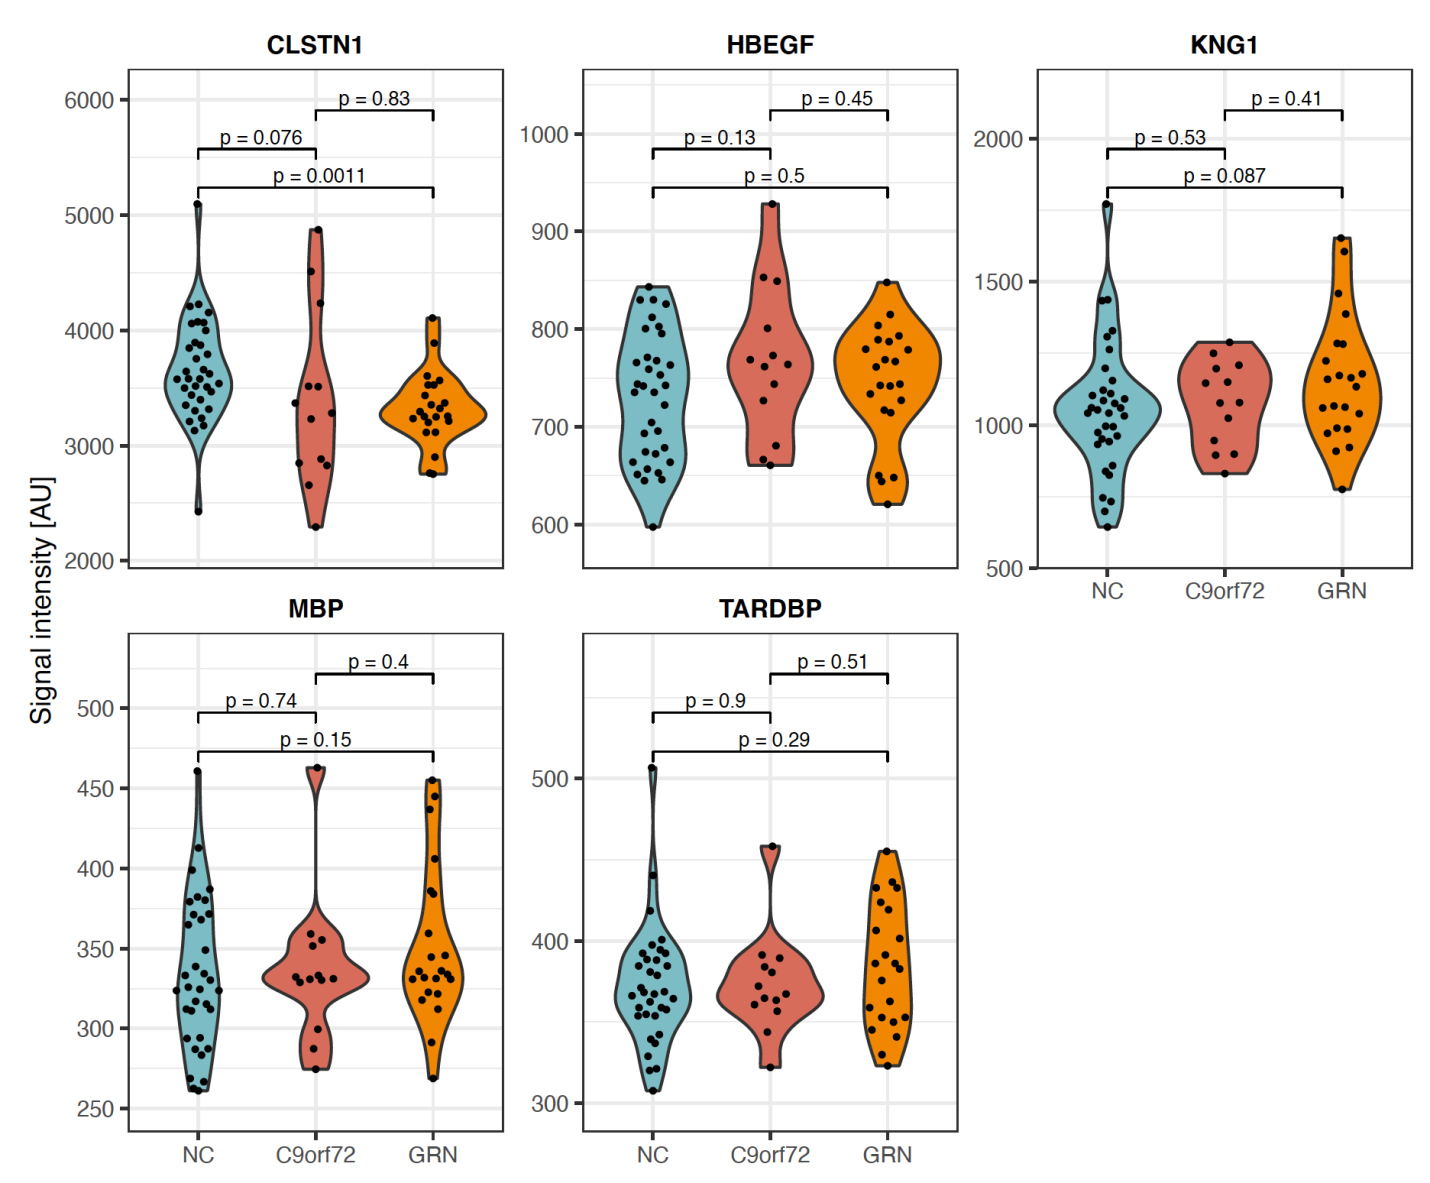 CLSTN1
HBEGF
KNG1
Signal intensity [AU]
6000
5000
4000
3000
2000
p = 0.83
p = 0.076
p = 0.0011
1000
900
800
700
600
p = 0.45
p = 0.13
p = 0.5
2000
1500
1000
500
p = 0.41
p = 0.53
p = 0.087
NC C9orf72 GRN
MBP
TARDBP
500
450
400
350
300
250
p = 0.4
p = 0.74
p = 0.15
NC C9orf72 GRN
500
400
300
p = 0.51
p = 0.9
p = 0.29
NC C9orf72 GRN